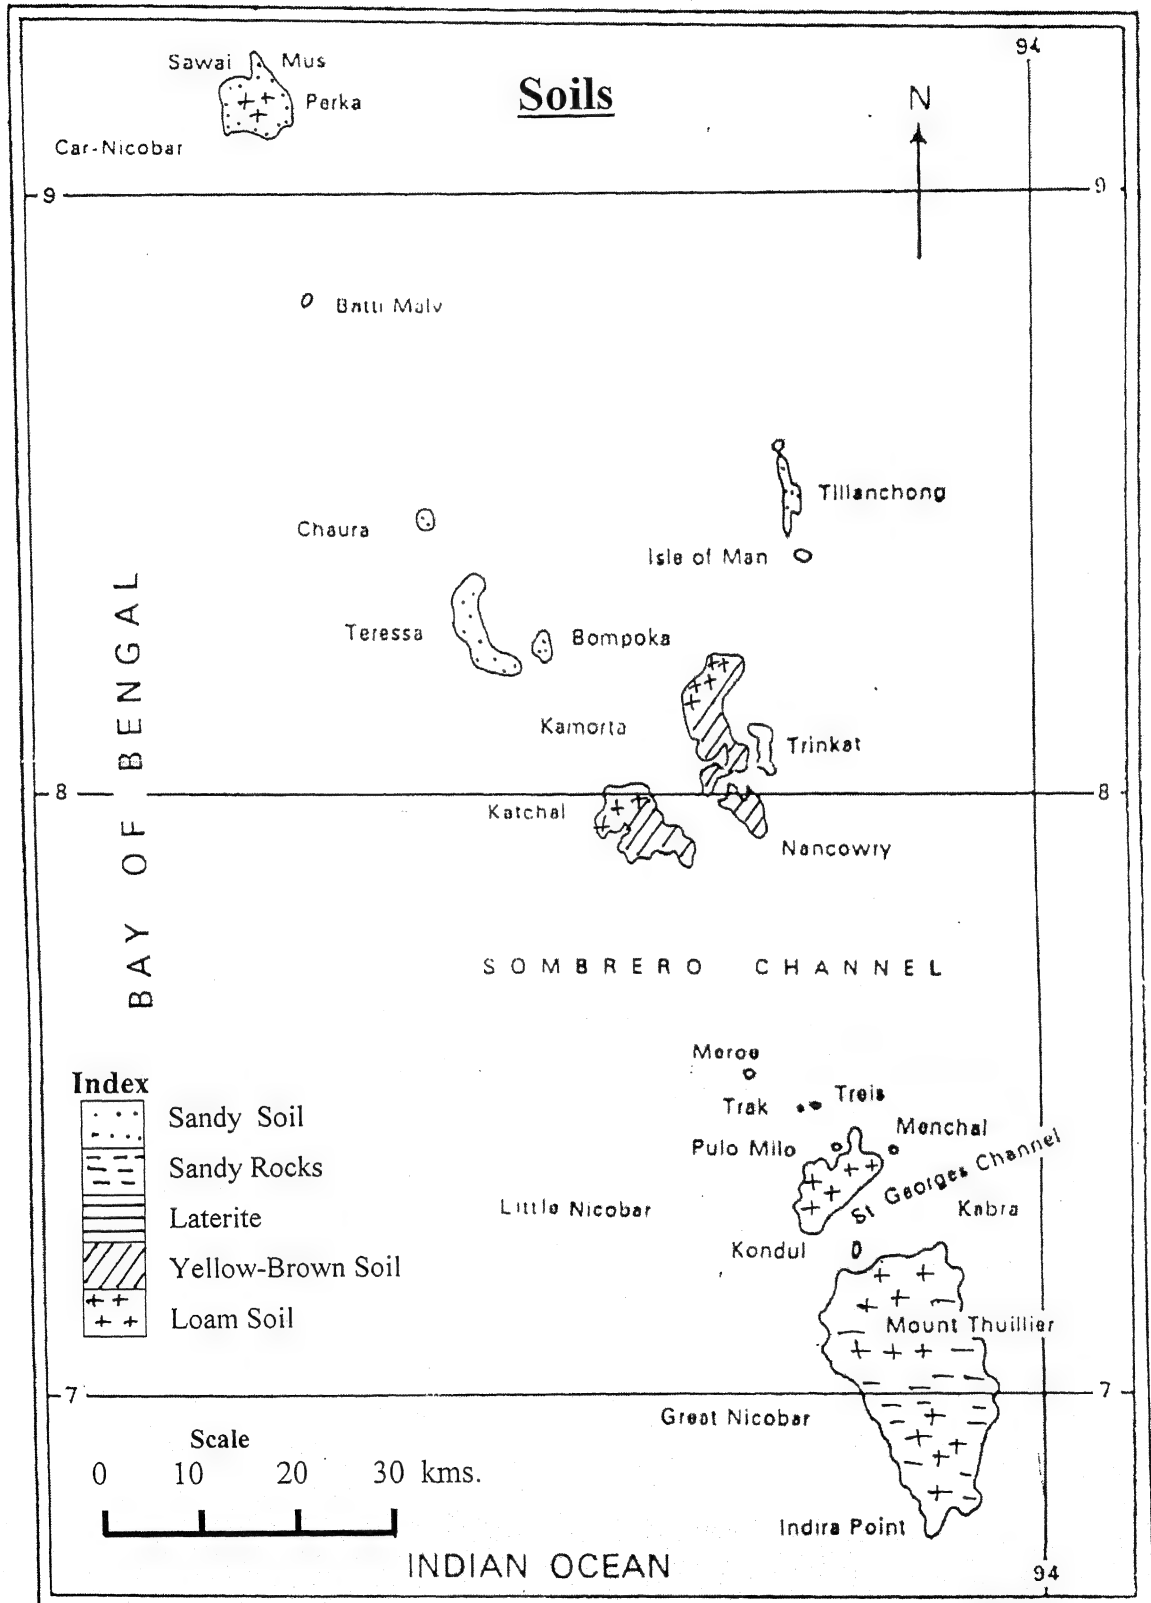 94
Sawai Mus
Soils
N
Perka
Car-Nicobar
9 9
Batti Malv
Tillanchong
Chaura
Isle of Man
Teressa
Bompoka
Kamorta
Trinkat
8 8
Katchal
Nancowry
BAY OF BENGAL
SOMBRERO CHANNEL
Meroe
Trak Treis
Menchal
Pulo Milo
St Georges Channel
Little Nicobar
Kabra
Kondul
Mount Thuillier
Index
Sandy Soil
Sandy Rocks
Laterite
Yellow-Brown Soil
Loam Soil
7 7
Great Nicobar
Scale
0 10 20 30 kms.
Indira Point
INDIAN OCEAN
94